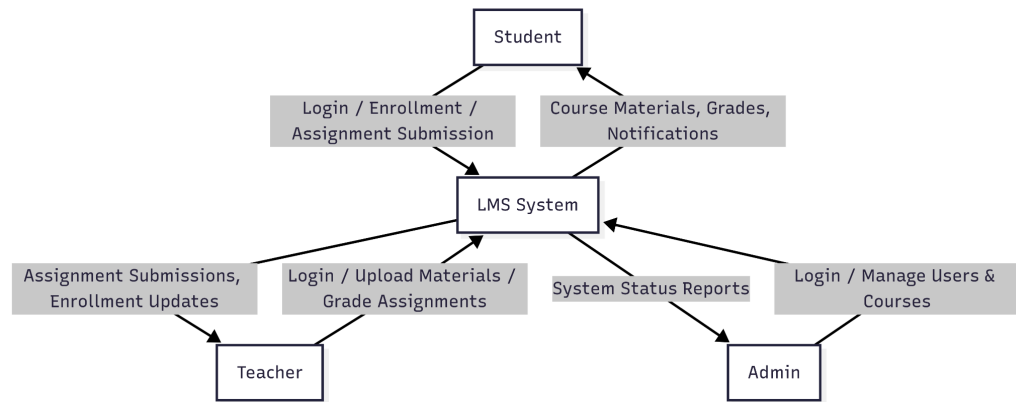 Student
Login / Enrollment /
Assignment Submission
Course Materials, Grades,
Notifications
LMS System
Assignment Submissions,
Enrollment Updates
Login / Upload Materials /
Grade Assignments
System Status Reports
Login / Manage Users &
Courses
Teacher
Admin